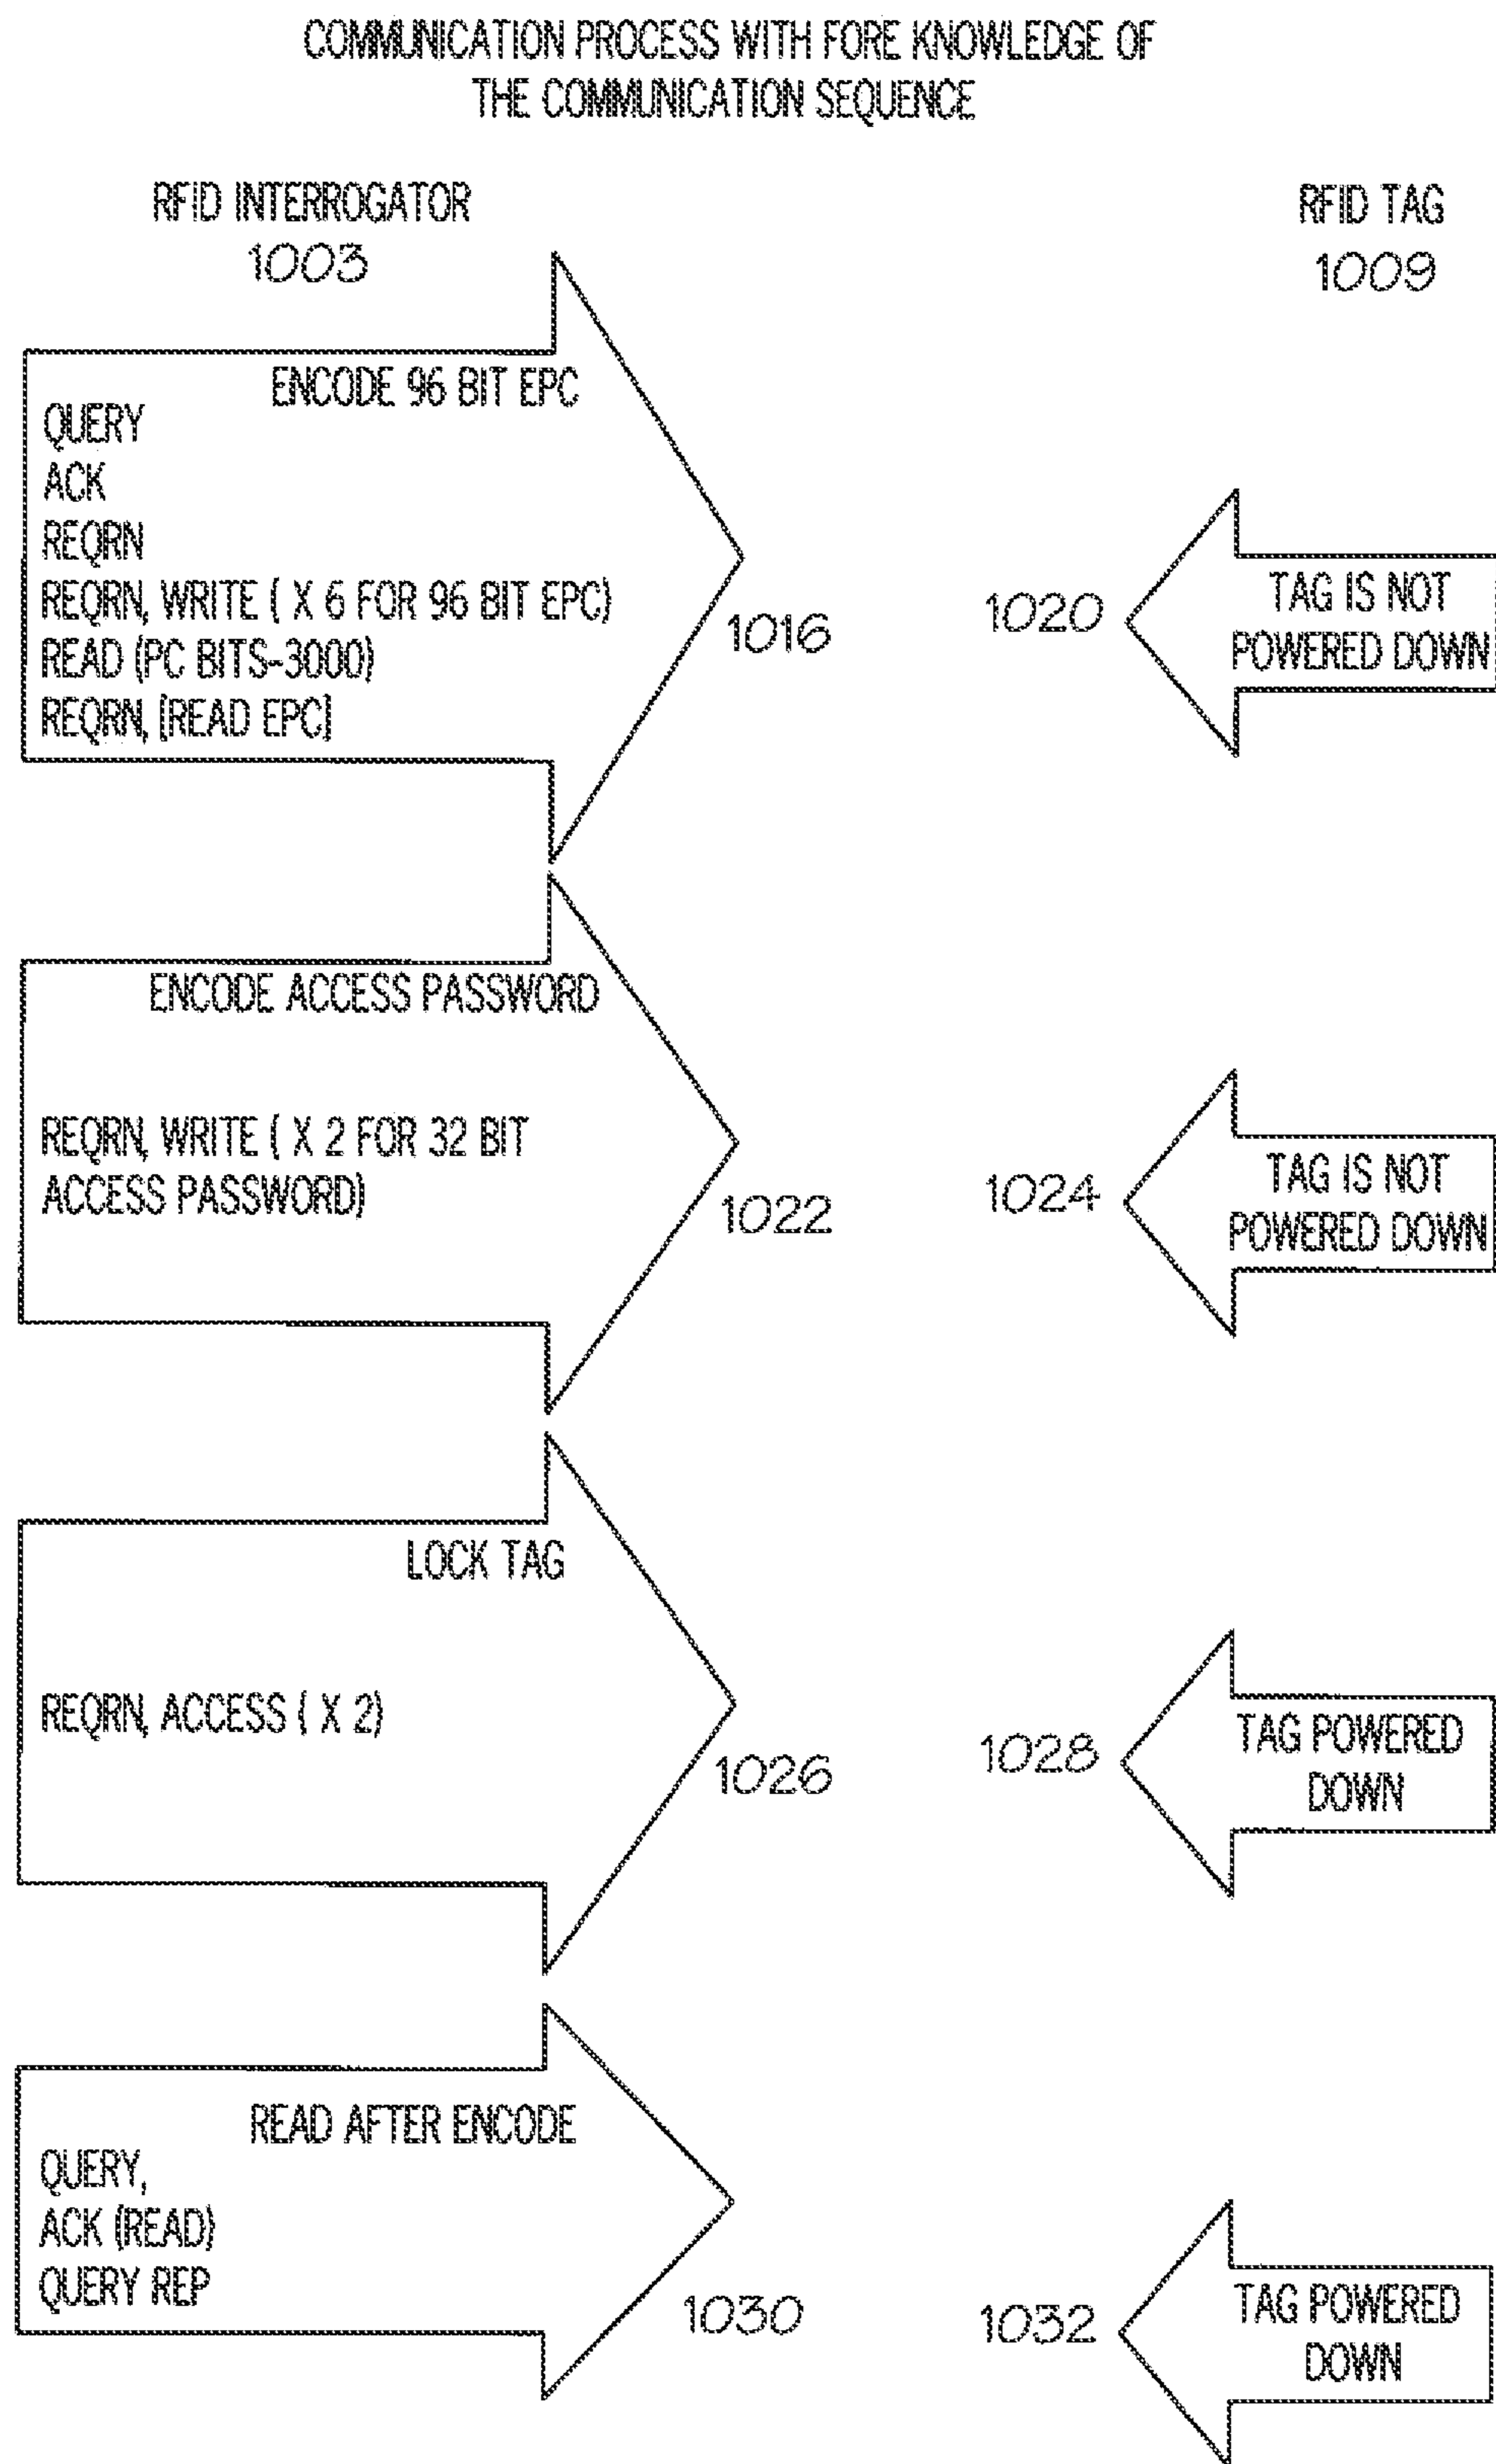 COMMUNICATION PROCESS WITH FORE KNOWLEDGE OF
THE COMMUNICATION SEQUENCE
RFID INTERROGATOR
1003
RFID TAG
1009
ENCODE 96 BIT EPC
QUERY
ACK
REQRN
REQRN, WRITE ( X 6 FOR 96 BIT EPC)
READ (PC BITS-3000)
REQRN, [READ EPC]
1016
1020
TAG IS NOT
POWERED DOWN
ENCODE ACCESS PASSWORD
REQRN, WRITE ( X 2 FOR 32 BIT
ACCESS PASSWORD)
1022
1024
TAG IS NOT
POWERED DOWN
LOCK TAG
REQRN, ACCESS ( X 2)
1026
1028
TAG POWERED
DOWN
READ AFTER ENCODE
QUERY,
ACK (READ)
QUERY REP
1030
1032
TAG POWERED
DOWN